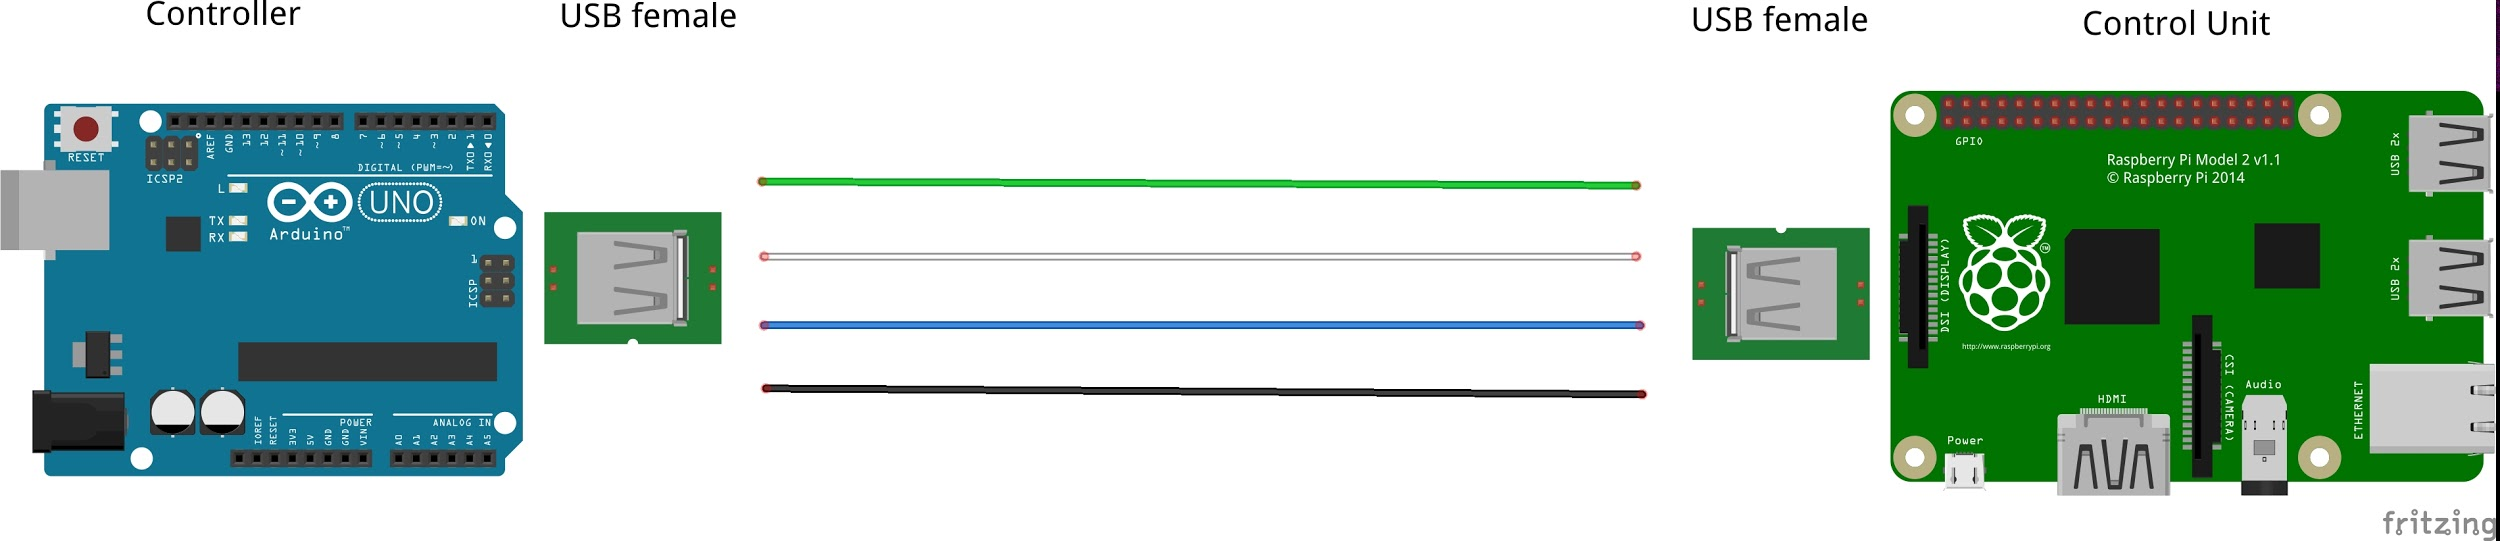 Controller
USB female
USB female
Control Unit
RESET
ICSP2
AREF
GND
13
12
~11
~10
~9
8
7
~6
~5
4
~3
2
TX0▶1
RX0◀0
DIGITAL (PWM=~)
L
TX
RX
UNO
ON
Arduino™
1
ICSP
IOREF
RESET
3V3
5V
GND
GND
VIN
POWER
A0
A1
A2
A3
A4
A5
ANALOG IN
GPIO
Raspberry Pi Model 2 v1.1
© Raspberry Pi 2014
USB 2x
USB 2x
DSI (DISPLAY)
TM
http://www.raspberrypi.org
CSI (CAMERA)
Audio
HDMI
ETHERNET
Power
fritzing